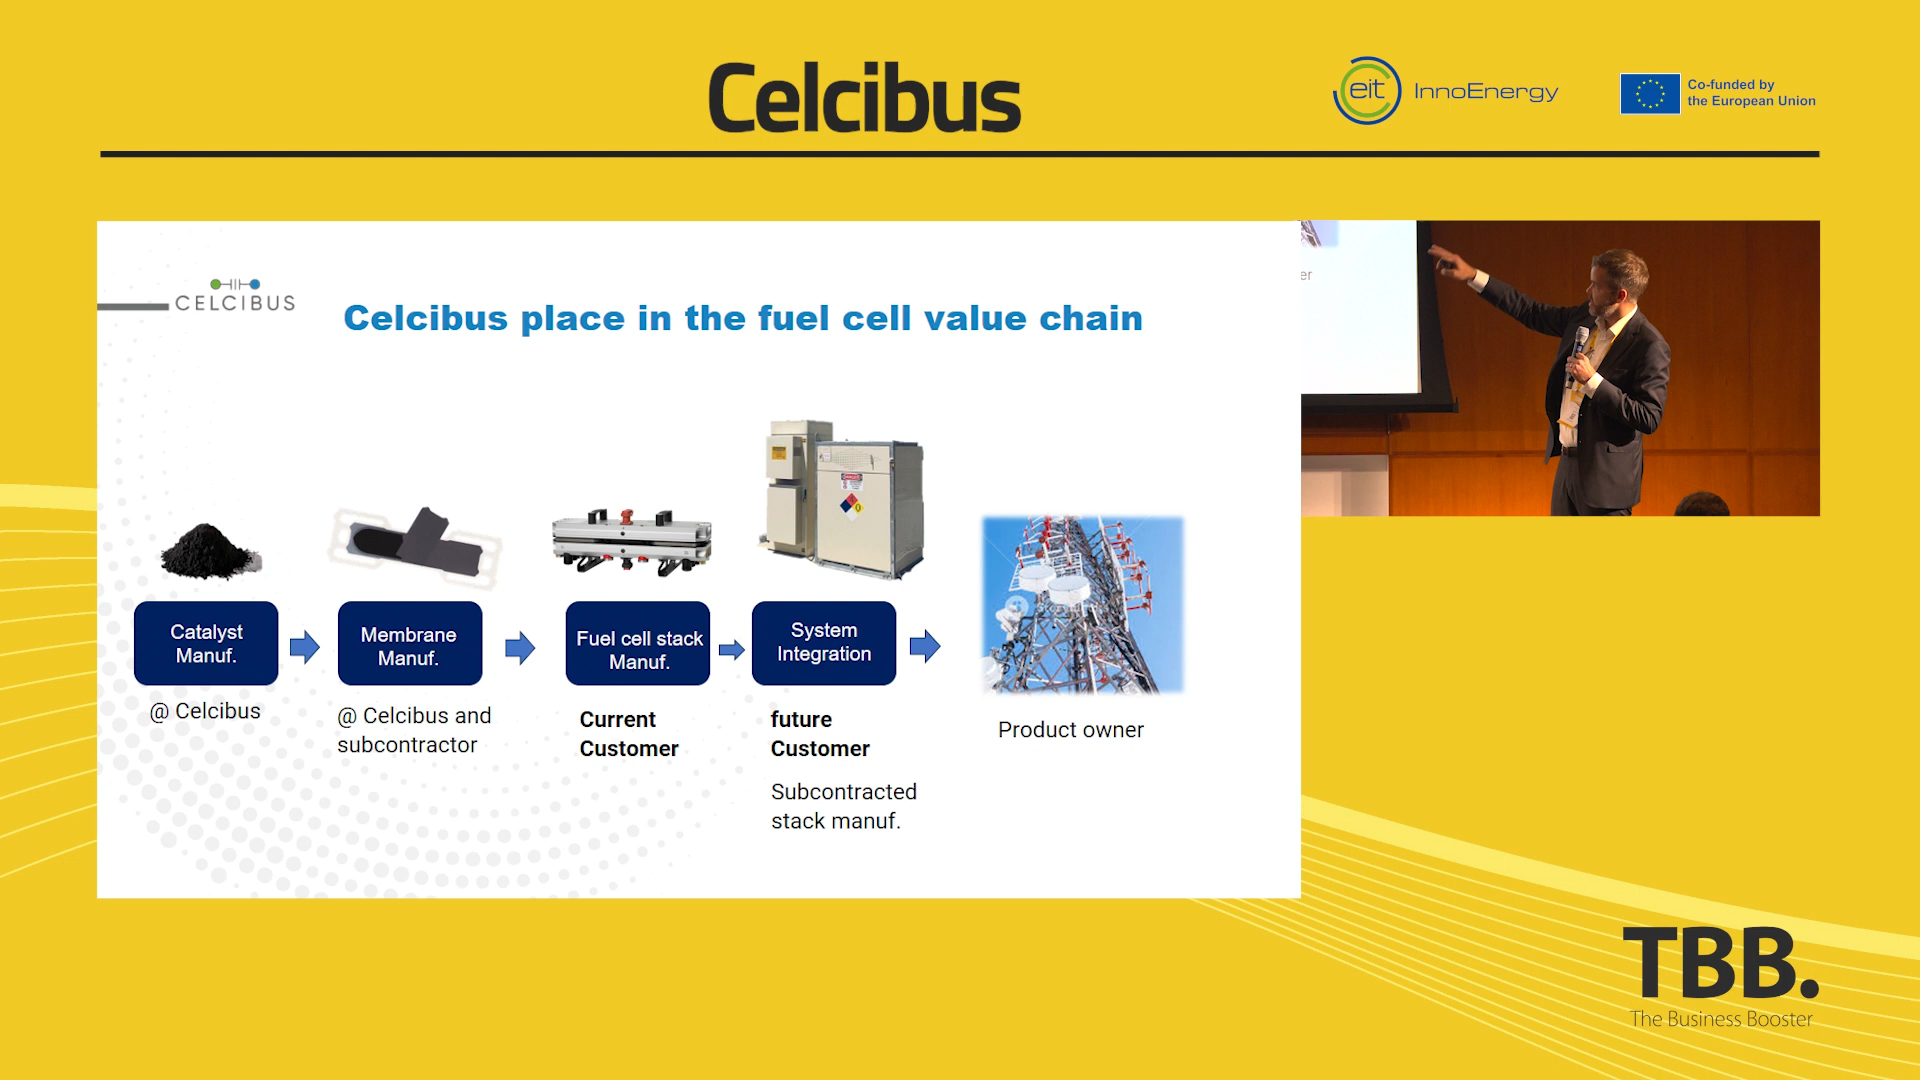 Celcibus
eit InnoEnergy
Co-funded by
the European Union
CELCIBUS
Celcibus place in the fuel cell value chain
er
Catalyst
Manuf.
Membrane
Manuf.
Fuel cell stack
Manuf.
System
Integration
@ Celcibus
@ Celcibus and
subcontractor
Current
Customer
future
Customer
Subcontracted
stack manuf.
Product owner
TBB.
The Business Booster